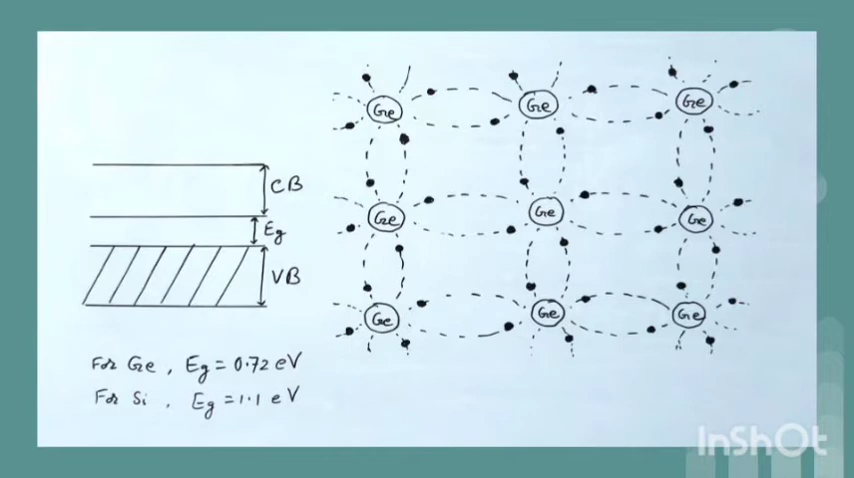 CB
Eg
VB
For Ge, Eg = 0.72 eV
For Si, Eg = 1.1 eV
Ge Ge Ge
Ge Ge Ge
Ge Ge Ge
InShOt